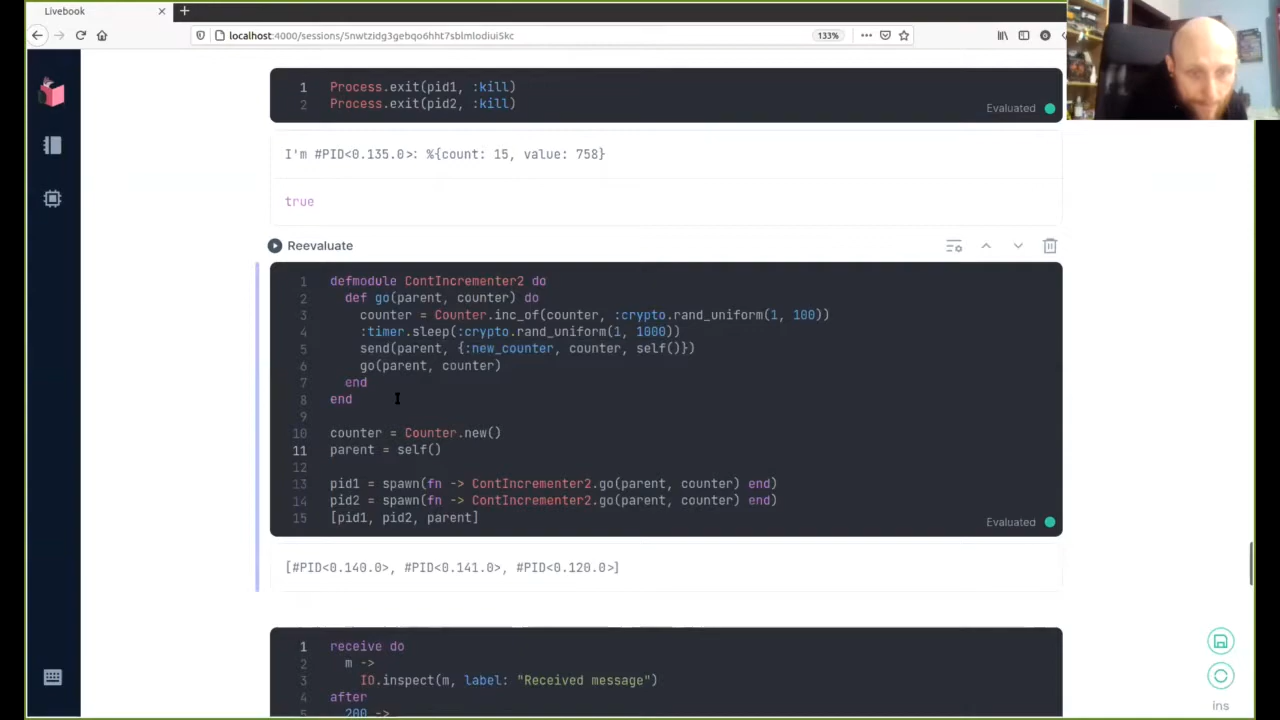 Livebook
localhost:4000/sessions/5nwtzidg3gebqo6hht7sblmlodiui5kc
133%
1 Process.exit(pid1, :kill)
2 Process.exit(pid2, :kill)
Evaluated
I'm #PID<0.135.0>: %{count: 15, value: 758}
true
Reevaluate
1 defmodule ContIncrementer2 do
2 def go(parent, counter) do
3 counter = Counter.inc_of(counter, :crypto.rand_uniform(1, 100))
4 :timer.sleep(:crypto.rand_uniform(1, 1000))
5 send(parent, {:new_counter, counter, self()})
6 go(parent, counter)
7 end
8 end
9
10 counter = Counter.new()
11 parent = self()
12
13 pid1 = spawn(fn -> ContIncrementer2.go(parent, counter) end)
14 pid2 = spawn(fn -> ContIncrementer2.go(parent, counter) end)
15 [pid1, pid2, parent]
Evaluated
[#PID<0.140.0>, #PID<0.141.0>, #PID<0.120.0>]
1 receive do
2 m ->
3 IO.inspect(m, label: "Received message")
4 after
5 200 ->
ins